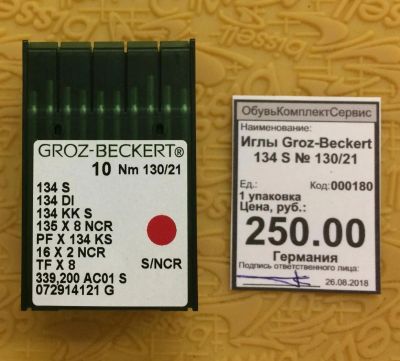 GROZ-BECKERT®
10 Nm 130/21
134 S
134 DI
134 KK S
135 X 8 NCR
PF X 134 KS
16 X 2 NCR
TF X 8 S/NCR
339,200 AC01 S
072914121 G
ОбувьКомплектСервис
Наименование:
Иглы Groz-Beckert
134 S № 130/21
Ед.: Код:000180
1 упаковка
Цена, руб.:
250.00
Германия
Подпись ответственного лица:
26.08.2018
bissell